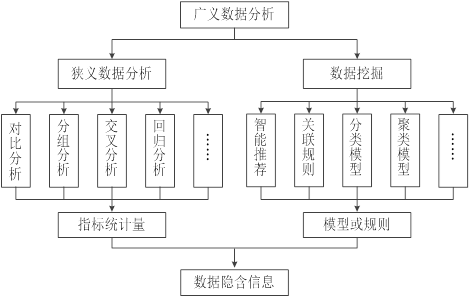 广义数据分析
狭义数据分析
数据挖掘
对比分析
分组分析
交叉分析
回归分析
……
智能推荐
关联规则
分类模型
聚类模型
……
指标统计量
模型或规则
数据隐含信息